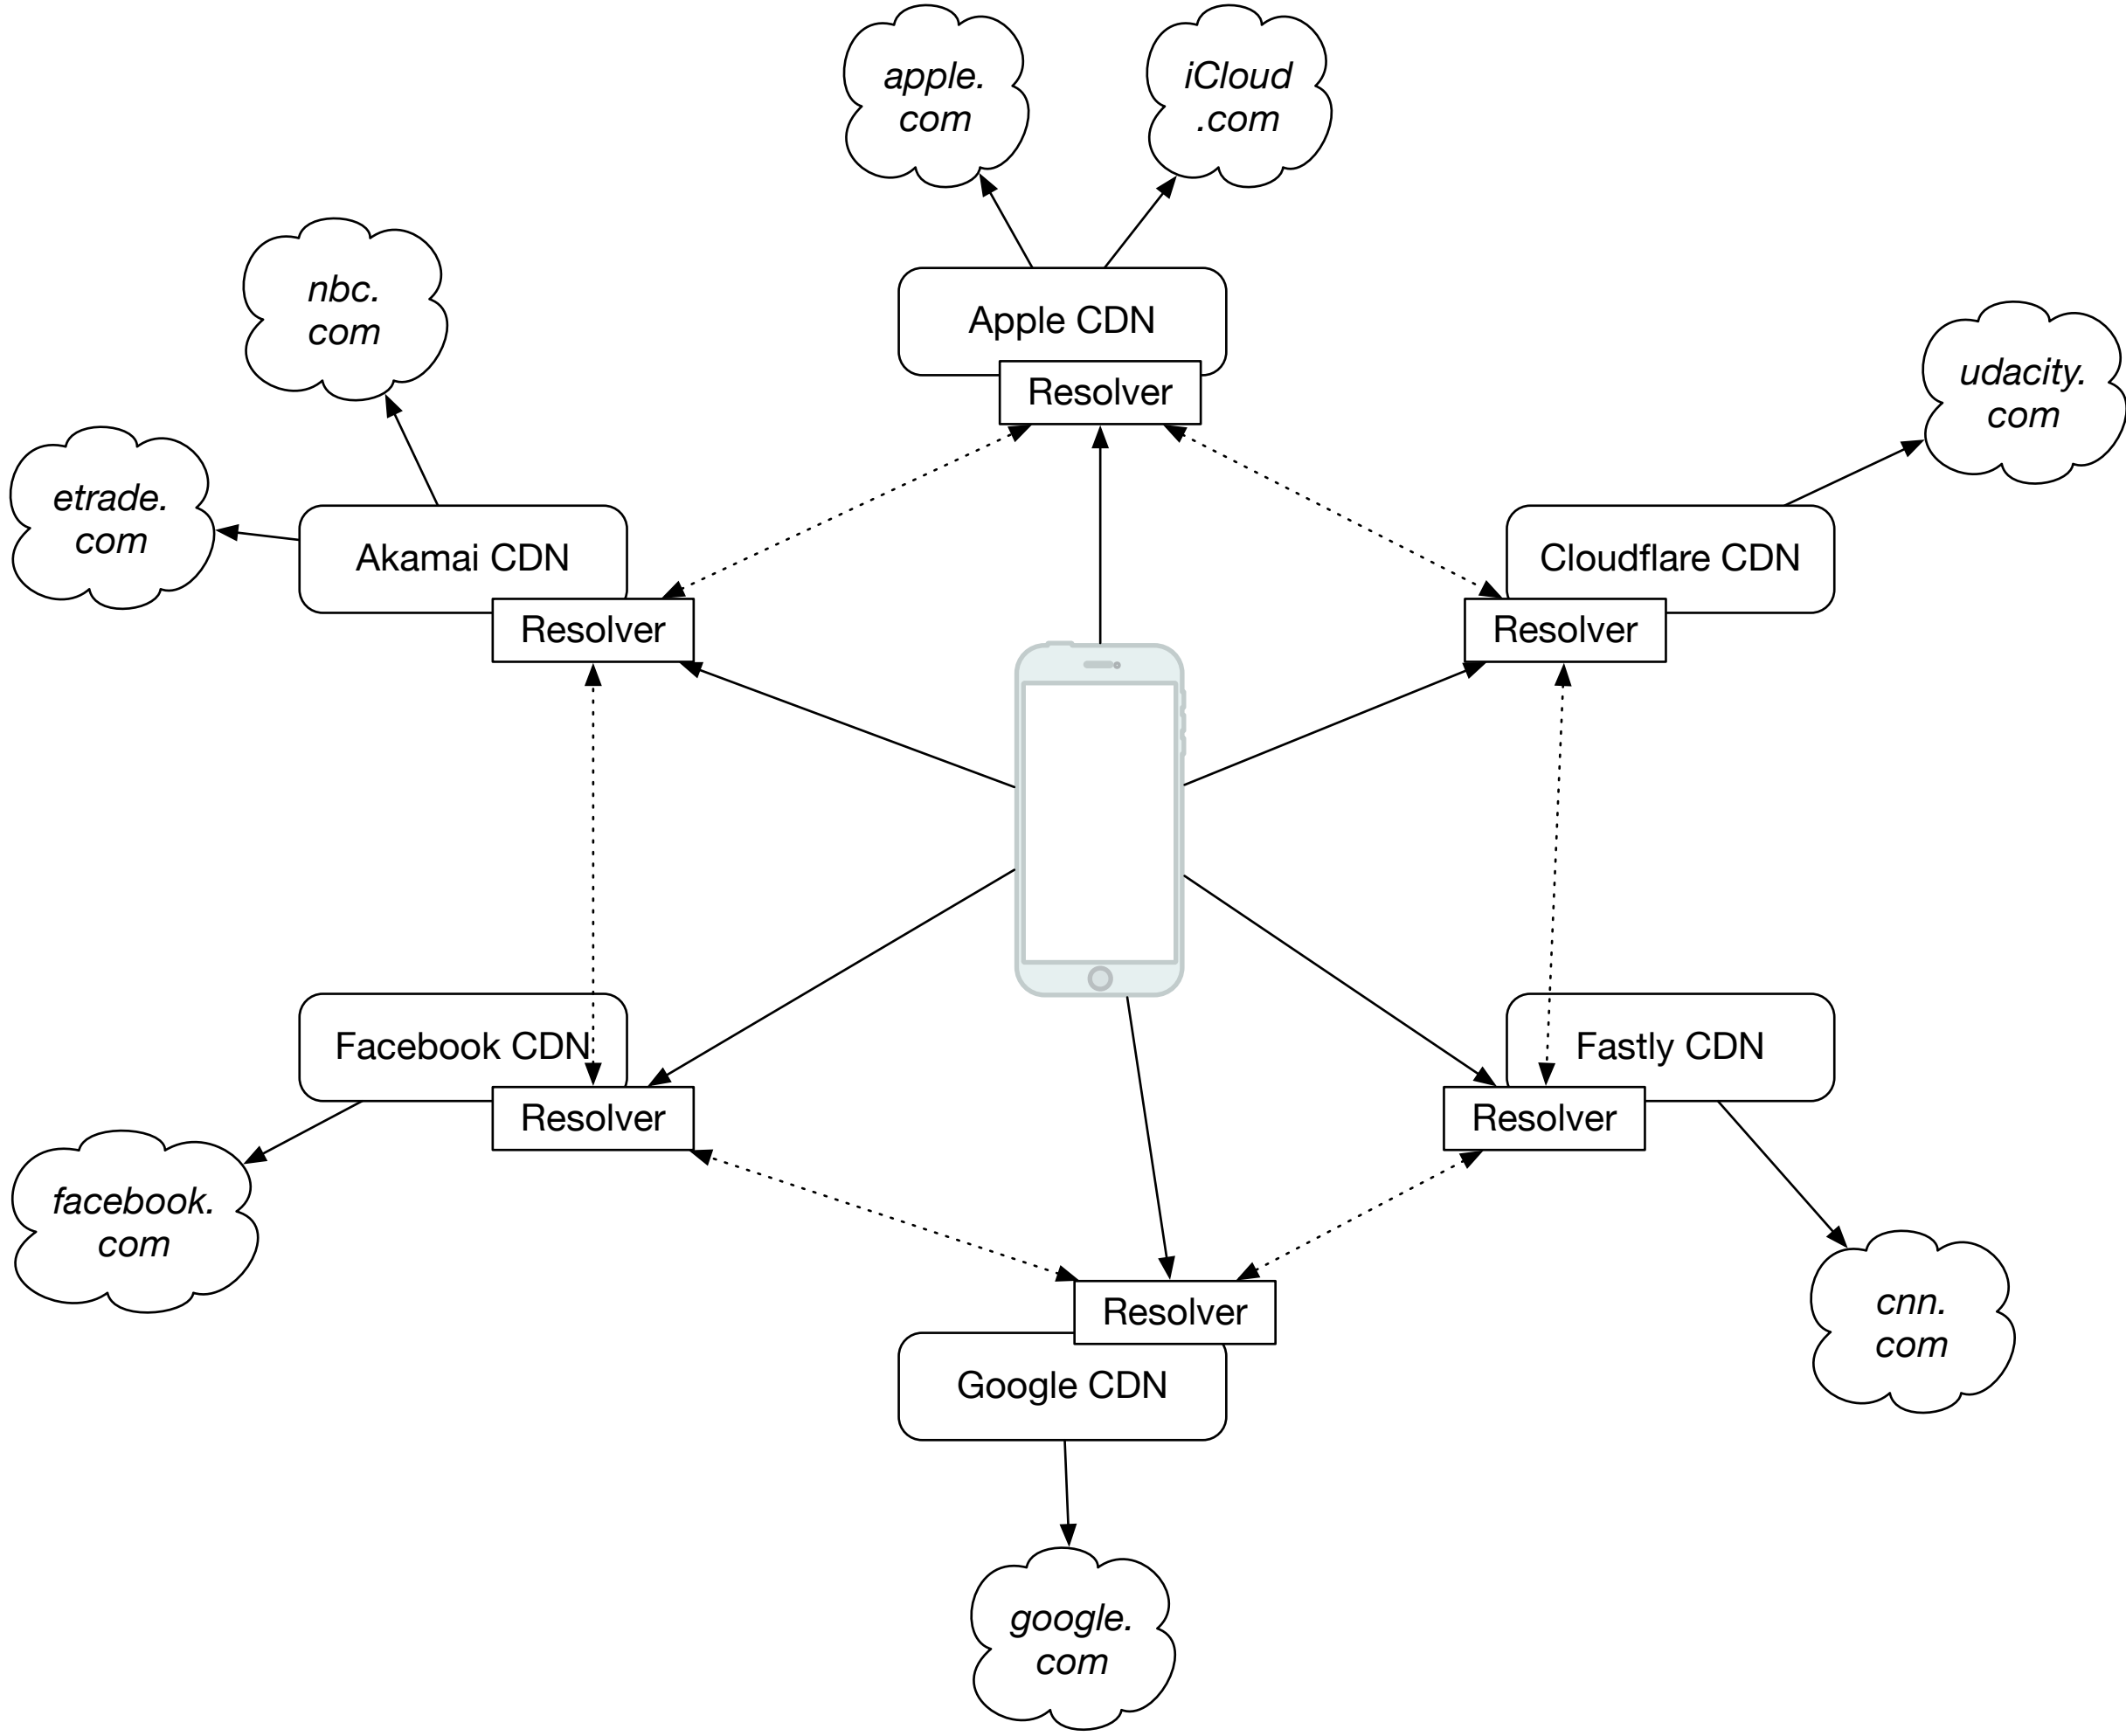 apple.
com
iCloud
.com
nbc.
com
Apple CDN
Resolver
udacity.
com
etrade.
com
Akamai CDN
Resolver
Cloudflare CDN
Resolver
Facebook CDN
Resolver
Fastly CDN
Resolver
facebook.
com
Resolver
Google CDN
cnn.
com
google.
com